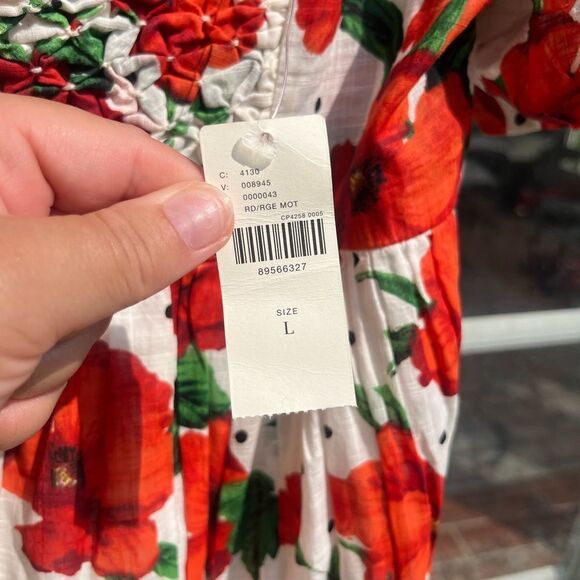 C: 4130
V: 008945
0000043
RD/RGE MOT
CP4258 0005
89566327
SIZE
L